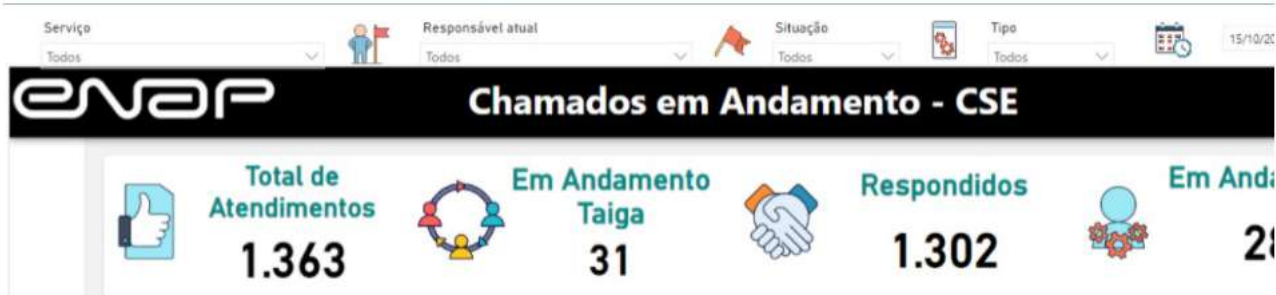 Serviço
Todos
Responsável atual
Todos
Situação
Todos
Tipo
Todos
enap
Chamados em Andamento - CSE
Total de
Atendimentos
1.363
Em Andamento
Taiga
31
Respondidos
1.302
Em